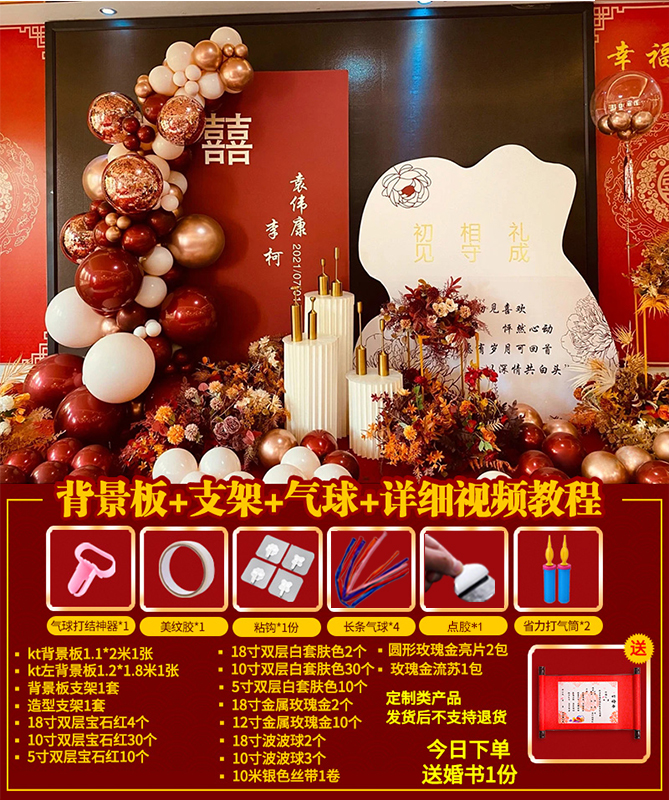 幸福
囍
袁伟康
李柯
2021/07/01
初见
相守
礼成
初见喜欢
怦然心动
惟有岁月可回首
以深情共白头"
背景板+支架+气球+详细视频教程
气球打结神器*1
美纹胶*1
粘钩*1份
长条气球*4
点胶*1
省力打气筒*2
kt背景板1.1*2米1张
kt左背景板1.2*1.8米1张
背景板支架1套
造型支架1套
18寸双层宝石红4个
10寸双层宝石红30个
5寸双层宝石红10个
18寸双层白套肤色2个
10寸双层白套肤色30个
5寸双层白套肤色10个
18寸金属玫瑰金2个
12寸金属玫瑰金10个
18寸波波球2个
10寸波波球3个
10米银色丝带1卷
圆形玫瑰金亮片2包
玫瑰金流苏1包
定制类产品
发货后不支持退货
今日下单
送婚书1份
送